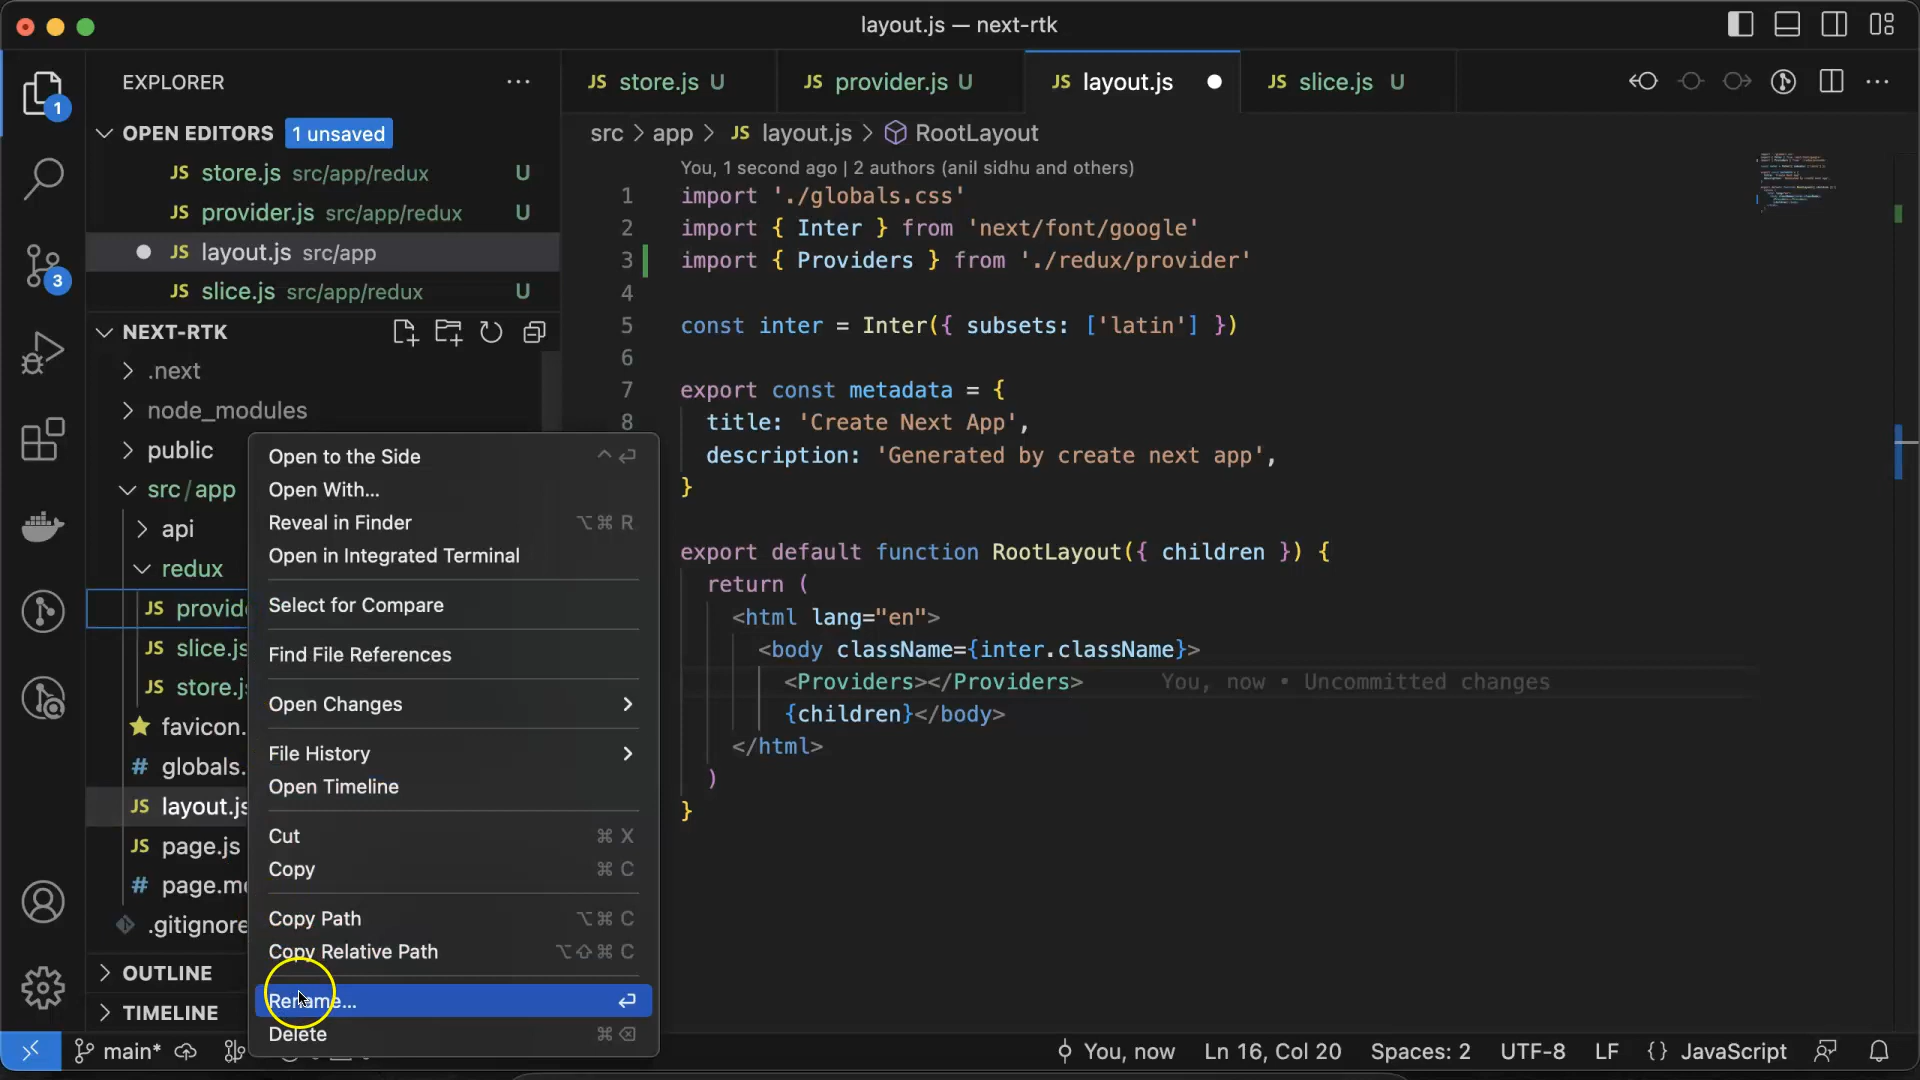 layout.js — next-rtk
EXPLORER
OPEN EDITORS 1 unsaved
JS store.js src/app/redux U
JS provider.js src/app/redux U
JS layout.js src/app
JS slice.js src/app/redux U
NEXT-RTK
.next
node_modules
public
src/app
api
redux
JS provide
JS slice.js
JS store.j
favicon.
# globals.
JS layout.js
JS page.js
# page.mo
.gitignore
OUTLINE
TIMELINE
1
3
Open to the Side ^ ⏎
Open With...
Reveal in Finder ⌥⌘ R
Open in Integrated Terminal
Select for Compare
Find File References
Open Changes
File History
Open Timeline
Cut ⌘ X
Copy ⌘ C
Copy Path ⌥⌘ C
Copy Relative Path ⌥⇧⌘ C
Rename... ⏎
Delete ⌘ ⌫
JS store.js U
JS provider.js U
JS layout.js
JS slice.js U
src > app > JS layout.js > RootLayout
You, 1 second ago | 2 authors (anil sidhu and others)
1 import './globals.css'
2 import { Inter } from 'next/font/google'
3 import { Providers } from './redux/provider'
4
5 const inter = Inter({ subsets: ['latin'] })
6
7 export const metadata = {
8 title: 'Create Next App',
description: 'Generated by create next app',
}
export default function RootLayout({ children }) {
return (
<html lang="en">
<body className={inter.className}>
<Providers></Providers> You, now • Uncommitted changes
{children}</body>
</html>
)
}
main*
You, now
Ln 16, Col 20
Spaces: 2
UTF-8
LF
{} JavaScript